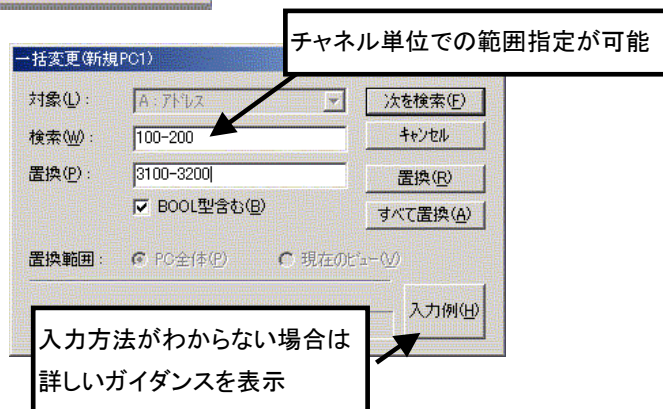 チャネル単位での範囲指定が可能
一括変更(新規PC1)
対象(L): A:アドレス 次を検索(F)
検索(W): 100-200 キャンセル
置換(P): 3100-3200 置換(R)
BOOL型含む(B) すべて置換(A)
置換範囲: PC全体(P) 現在のビュー(V)
入力例(H)
入力方法がわからない場合は
詳しいガイダンスを表示